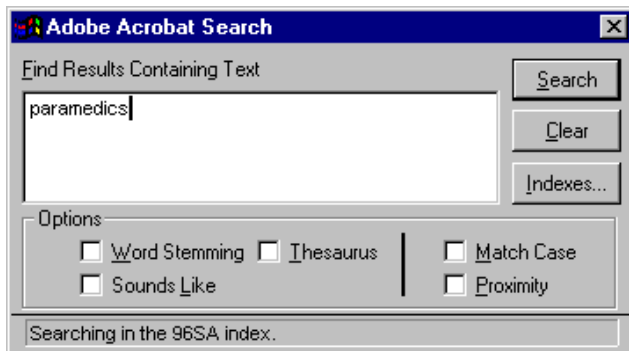 Adobe Acrobat Search
Find Results Containing Text
Search
paramedics
Clear
Indexes...
Options
Word Stemming Thesaurus Match Case
Sounds Like Proximity
Searching in the 96SA index.